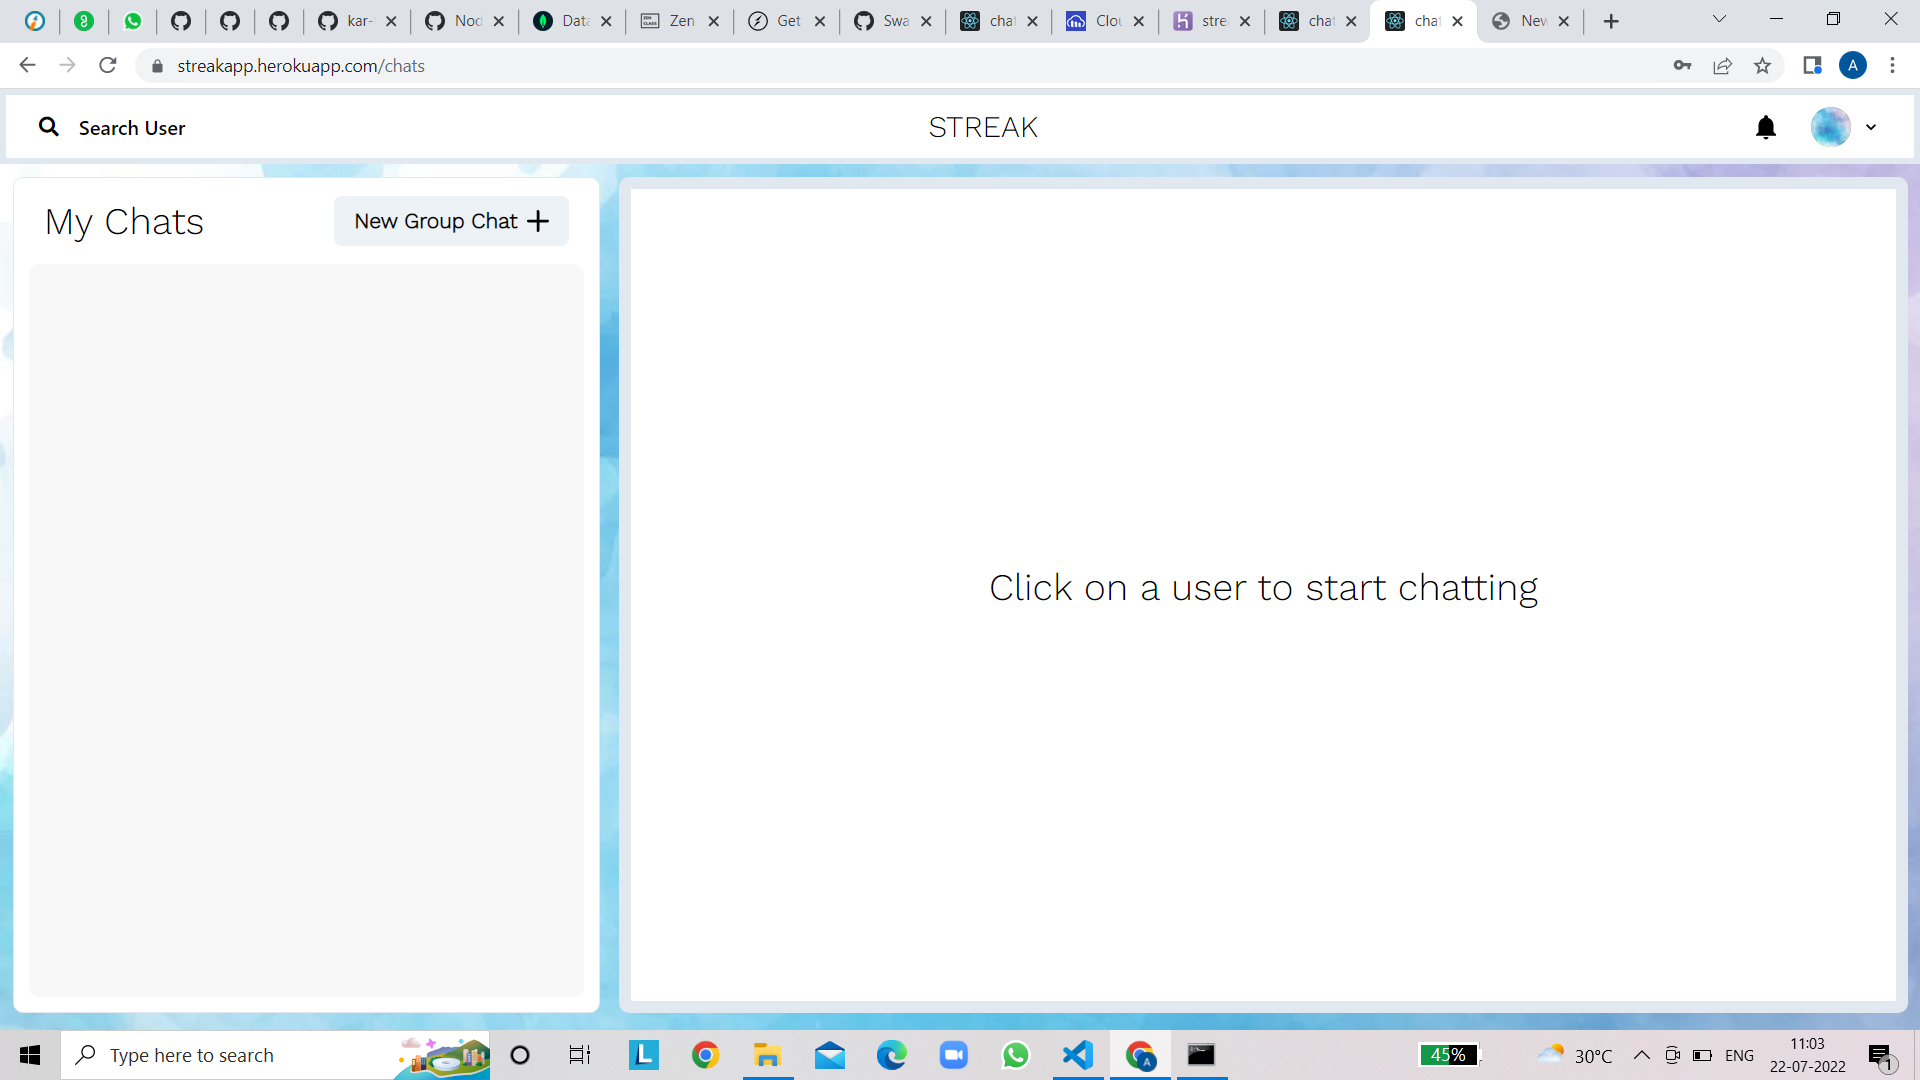 kar-
Nod
Data
Zen
Get
Swa
chat
Clou
strea
chat
chat
New
streakapp.herokuapp.com/chats
A
Search User
STREAK
My Chats
New Group Chat
Click on a user to start chatting
Type here to search
L
A
45%
30°C
ENG
11:03
22-07-2022
1